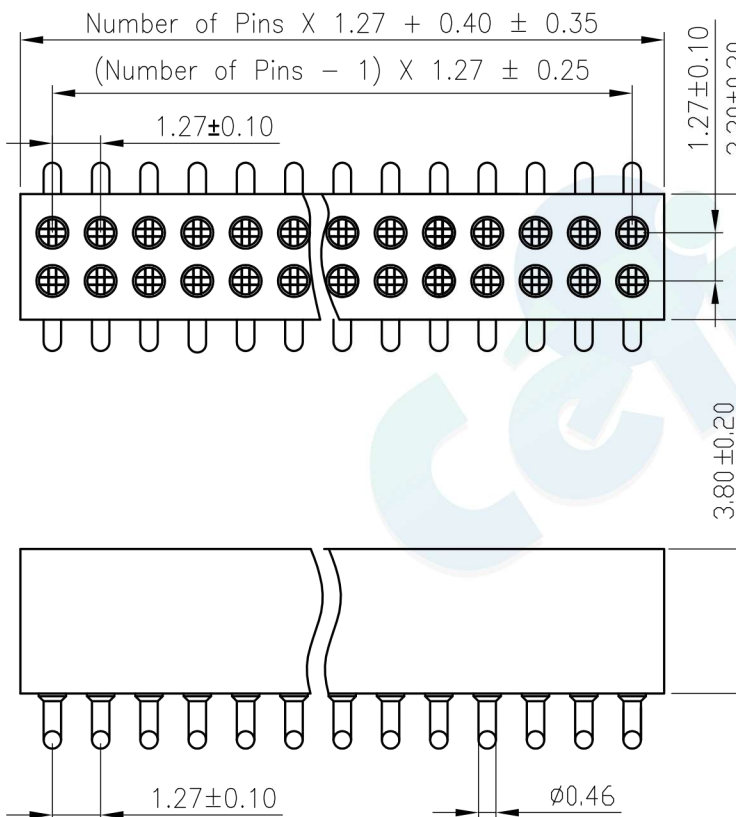 Number of Pins X 1.27 + 0.40 ± 0.35
(Number of Pins - 1) X 1.27 ± 0.25
1.27±0.10
1.27±0.10
3.80±0.20
1.27±0.10
ø0.46